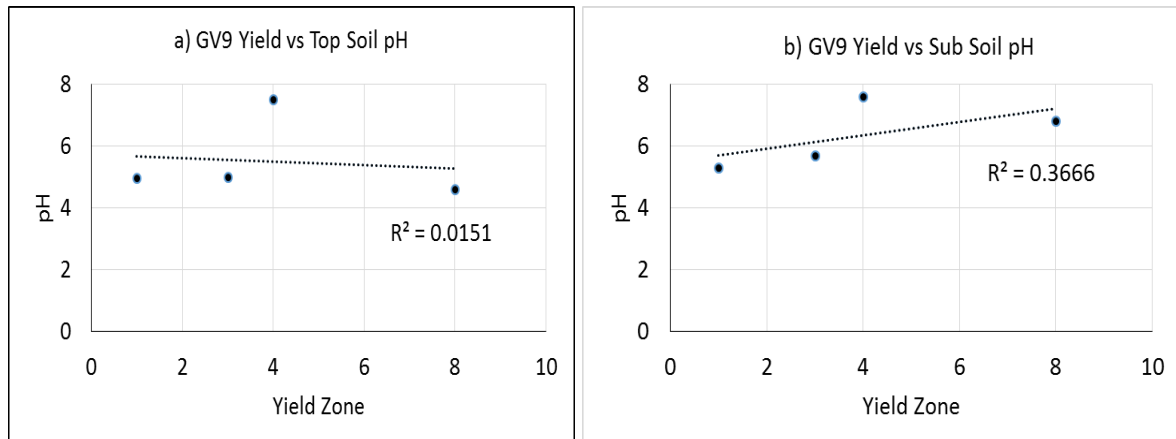 a) GV9 Yield vs Top Soil pH
8
6
4
2
0
pH
R² = 0.0151
0 2 4 6 8 10
Yield Zone
b) GV9 Yield vs Sub Soil pH
8
6
4
2
0
pH
R² = 0.3666
0 2 4 6 8 10
Yield Zone